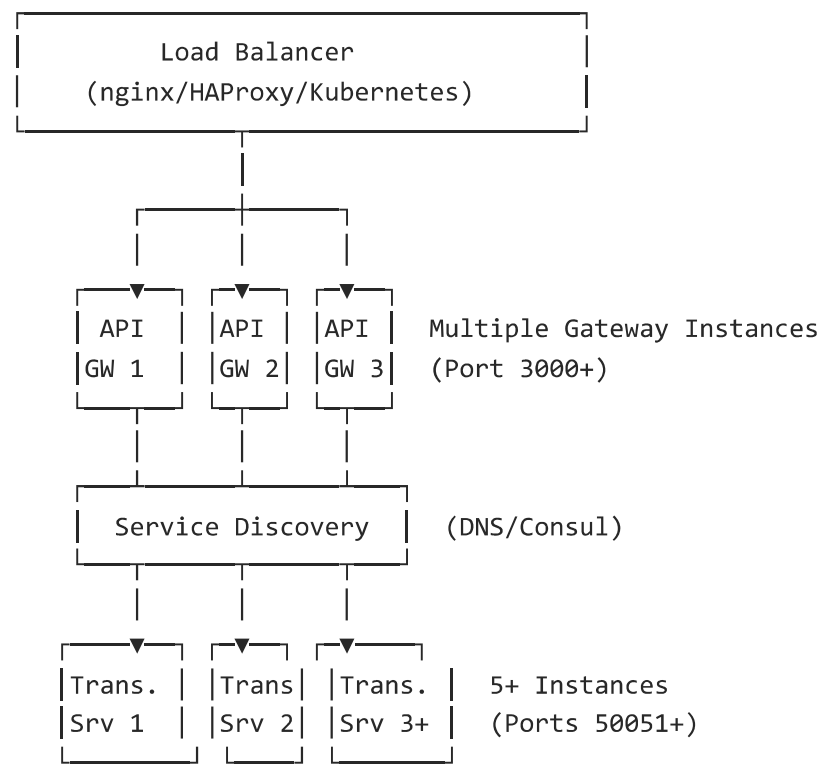 Load Balancer
(nginx/HAProxy/Kubernetes)
API API API Multiple Gateway Instances
GW 1 GW 2 GW 3 (Port 3000+)
Service Discovery (DNS/Consul)
Trans. Trans Trans. 5+ Instances
Srv 1 Srv 2 Srv 3+ (Ports 50051+)